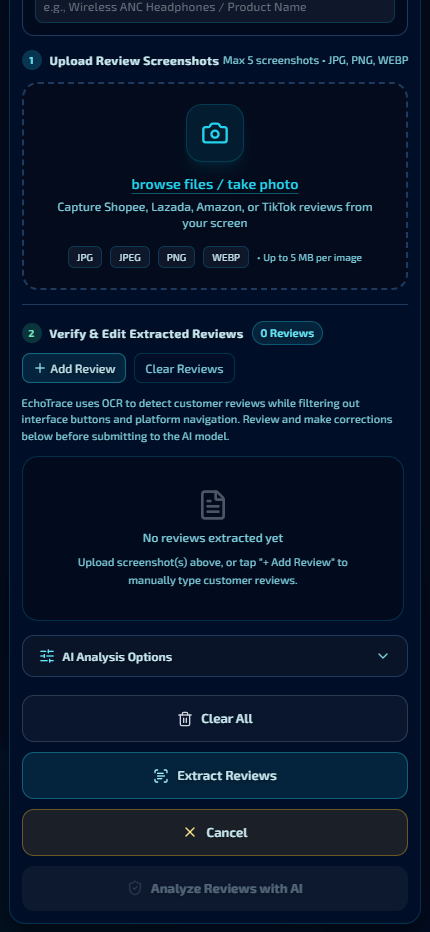 e.g., Wireless ANC Headphones / Product Name
1 Upload Review Screenshots Max 5 screenshots • JPG, PNG, WEBP
browse files / take photo
Capture Shopee, Lazada, Amazon, or TikTok reviews from
your screen
JPG JPEG PNG WEBP • Up to 5 MB per image
2 Verify & Edit Extracted Reviews 0 Reviews
+ Add Review Clear Reviews
EchoTrace uses OCR to detect customer reviews while filtering out
interface buttons and platform navigation. Review and make corrections
below before submitting to the AI model.
No reviews extracted yet
Upload screenshot(s) above, or tap "+ Add Review" to
manually type customer reviews.
AI Analysis Options
Clear All
Extract Reviews
Cancel
Analyze Reviews with AI